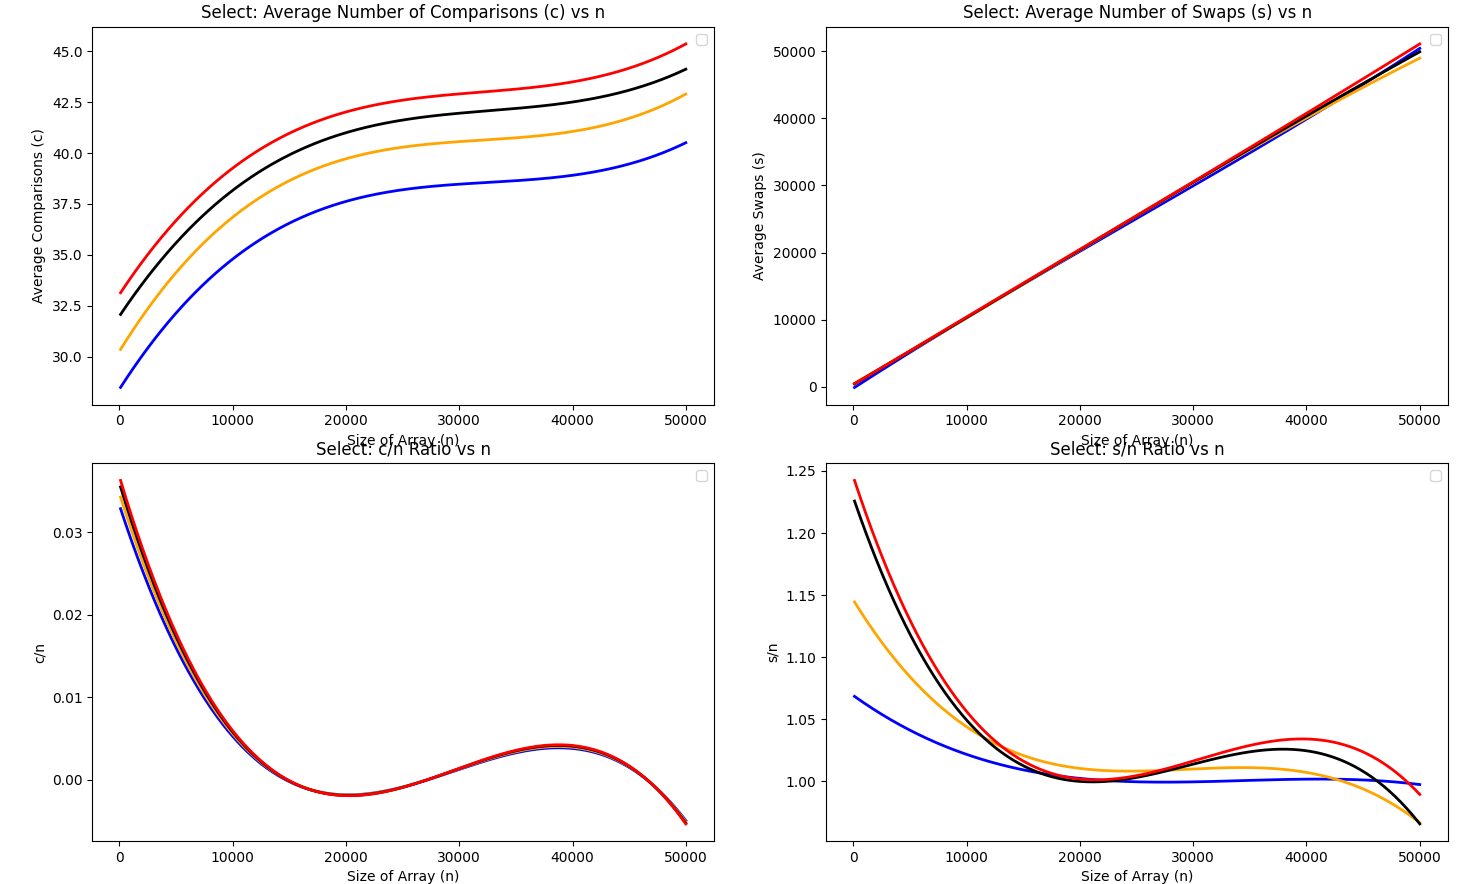 Select: Average Number of Comparisons (c) vs n
Average Comparisons (c)
45.0
42.5
40.0
37.5
35.0
32.5
30.0
0 10000 20000 30000 40000 50000
Size of Array (n)
Select: Average Number of Swaps (s) vs n
Average Swaps (s)
50000
40000
30000
20000
10000
0
0 10000 20000 30000 40000 50000
Size of Array (n)
Select: c/n Ratio vs n
c/n
0.03
0.02
0.01
0.00
0 10000 20000 30000 40000 50000
Size of Array (n)
Select: s/n Ratio vs n
s/n
1.25
1.20
1.15
1.10
1.05
1.00
0 10000 20000 30000 40000 50000
Size of Array (n)